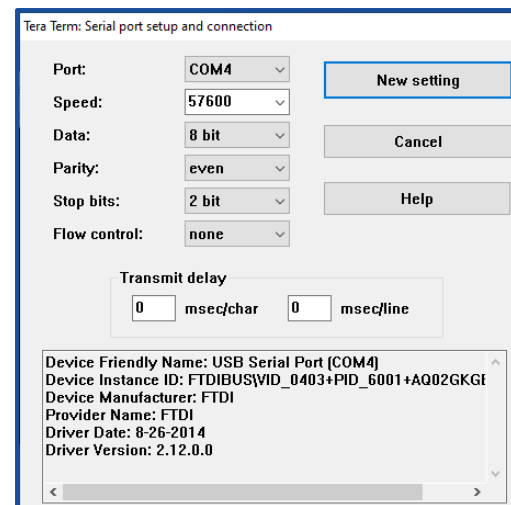 Tera Term: Serial port setup and connection
Port: COM4 New setting
Speed: 57600
Data: 8 bit Cancel
Parity: even
Stop bits: 2 bit Help
Flow control: none
Transmit delay
0 msec/char 0 msec/line
Device Friendly Name: USB Serial Port (COM4)
Device Instance ID: FTDIBUS\VID_0403+PID_6001+AQ02GKGE
Device Manufacturer: FTDI
Provider Name: FTDI
Driver Date: 8-26-2014
Driver Version: 2.12.0.0